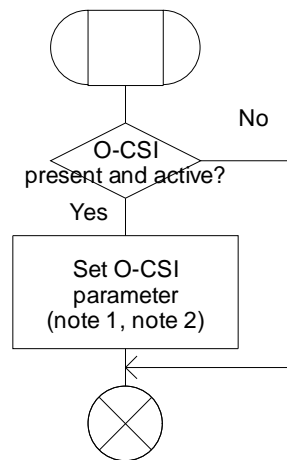 No
O-CSI
present and active?
Yes
Set O-CSI
parameter
(note 1, note 2)